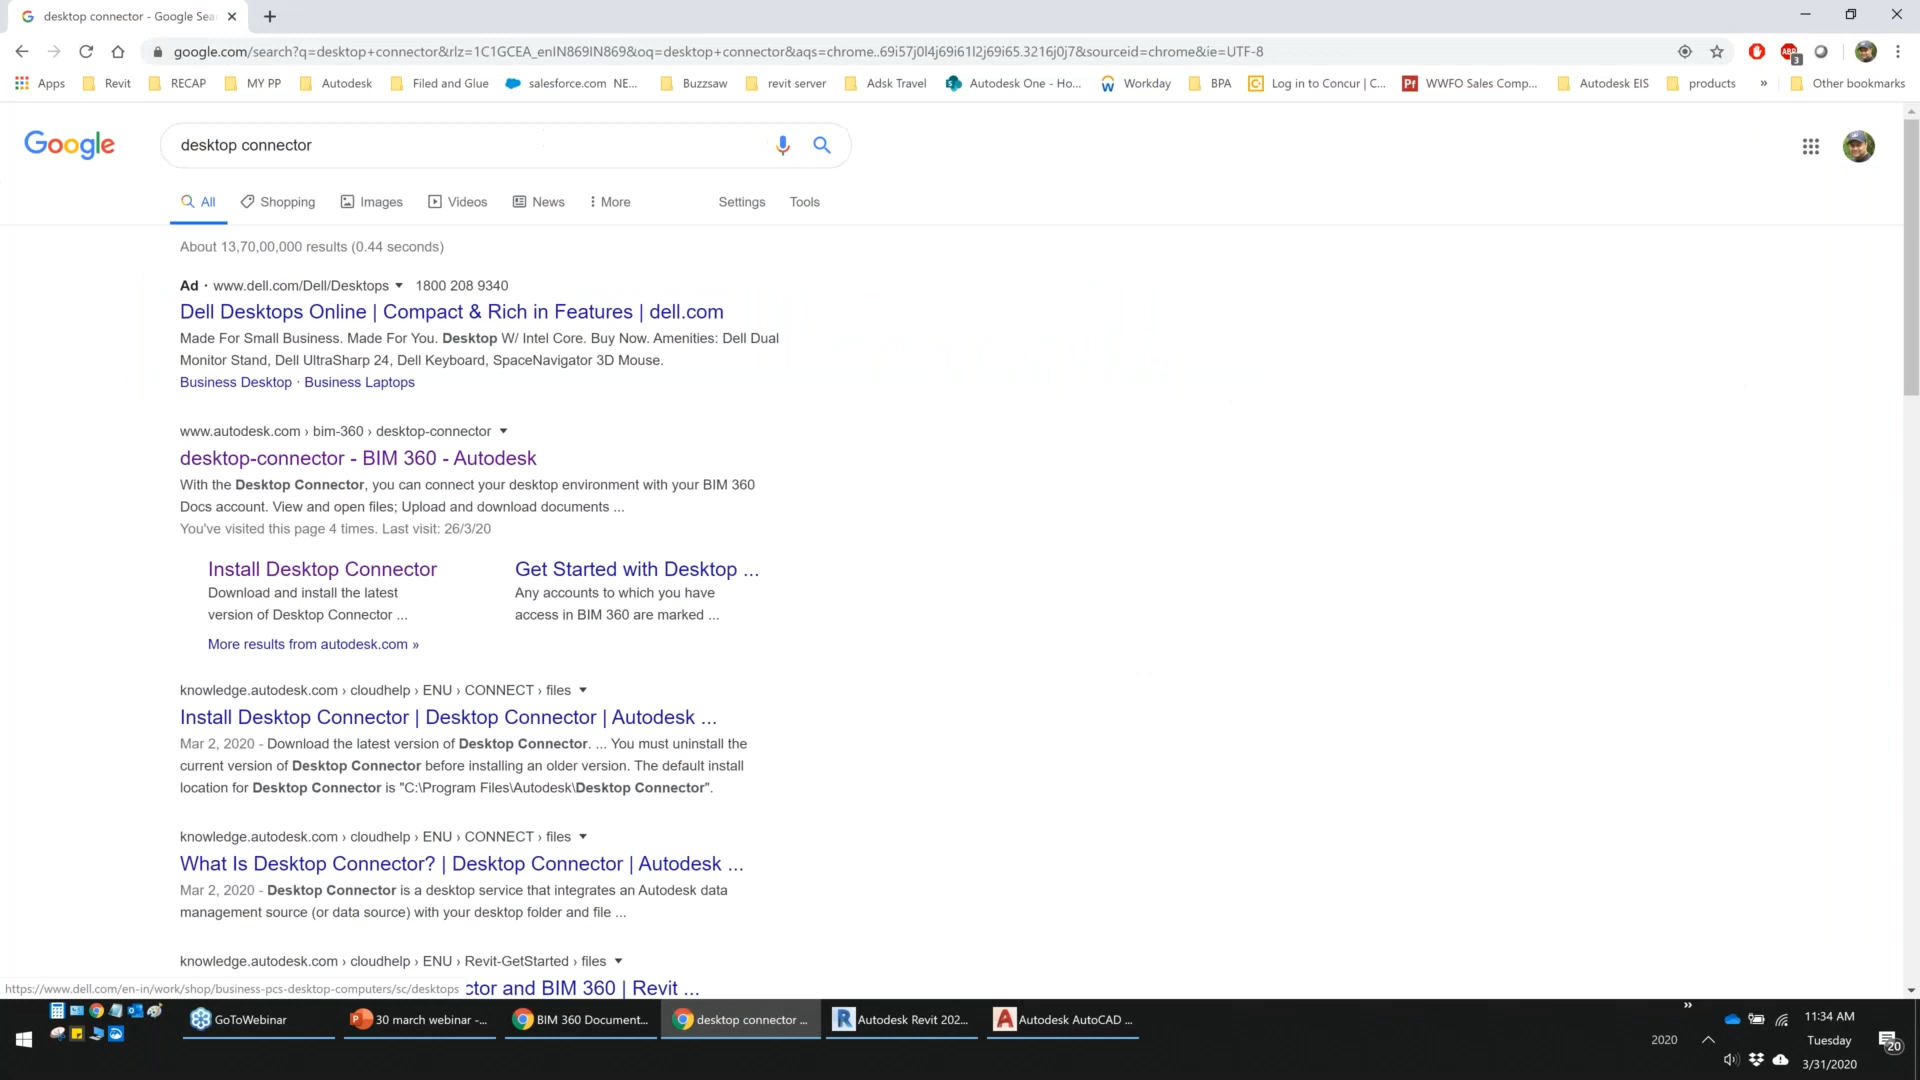 desktop connector - Google Sea
google.com/search?q=desktop+connector&rlz=1C1GCEA_enIN869IN869&oq=desktop+connector&aqs=chrome..69i57j0l4j69i61l2j69i65.3216j0j7&sourceid=chrome&ie=UTF-8
ABP
3
Apps Revit RECAP MY PP Autodesk Filed and Glue salesforce.com NE... Buzzsaw revit server Adsk Travel Autodesk One - Ho... Workday BPA Log in to Concur | C... WWFO Sales Comp... Autodesk EIS products » Other bookmarks
Google
desktop connector
All Shopping Images Videos News More Settings Tools
About 13,70,00,000 results (0.44 seconds)
Ad · www.dell.com/Dell/Desktops 1800 208 9340
Dell Desktops Online | Compact & Rich in Features | dell.com
Made For Small Business. Made For You. Desktop W/ Intel Core. Buy Now. Amenities: Dell Dual
Monitor Stand, Dell UltraSharp 24, Dell Keyboard, SpaceNavigator 3D Mouse.
Business Desktop · Business Laptops
www.autodesk.com › bim-360 › desktop-connector
desktop-connector - BIM 360 - Autodesk
With the Desktop Connector, you can connect your desktop environment with your BIM 360
Docs account. View and open files; Upload and download documents ...
You've visited this page 4 times. Last visit: 26/3/20
Install Desktop Connector
Download and install the latest
version of Desktop Connector ...
Get Started with Desktop ...
Any accounts to which you have
access in BIM 360 are marked ...
More results from autodesk.com »
knowledge.autodesk.com › cloudhelp › ENU › CONNECT › files
Install Desktop Connector | Desktop Connector | Autodesk ...
Mar 2, 2020 - Download the latest version of Desktop Connector. ... You must uninstall the
current version of Desktop Connector before installing an older version. The default install
location for Desktop Connector is "C:\Program Files\Autodesk\Desktop Connector".
knowledge.autodesk.com › cloudhelp › ENU › CONNECT › files
What Is Desktop Connector? | Desktop Connector | Autodesk ...
Mar 2, 2020 - Desktop Connector is a desktop service that integrates an Autodesk data
management source (or data source) with your desktop folder and file ...
knowledge.autodesk.com › cloudhelp › ENU › Revit-GetStarted › files
ctor and BIM 360 | Revit ...
https://www.dell.com/en-in/work/shop/business-pcs-desktop-computers/sc/desktops
GoToWebinar 30 march webinar -... BIM 360 Document... desktop connector ... Autodesk Revit 202... Autodesk AutoCAD ...
»
2020
11:34 AM
Tuesday
3/31/2020
20